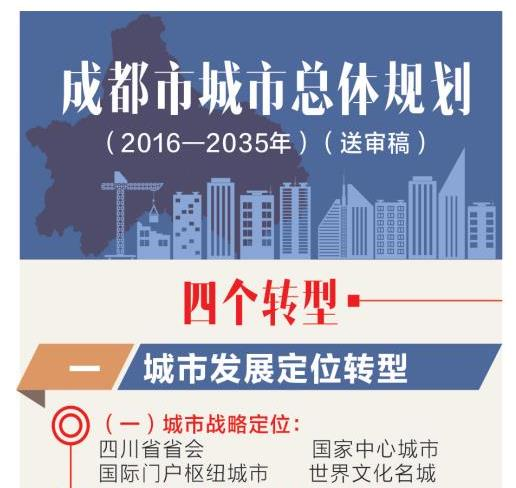 成都市城市总体规划
（2016—2035年）（送审稿）
四个转型
一 城市发展定位转型
（一）城市战略定位：
四川省省会 国家中心城市
国际门户枢纽城市 世界文化名城